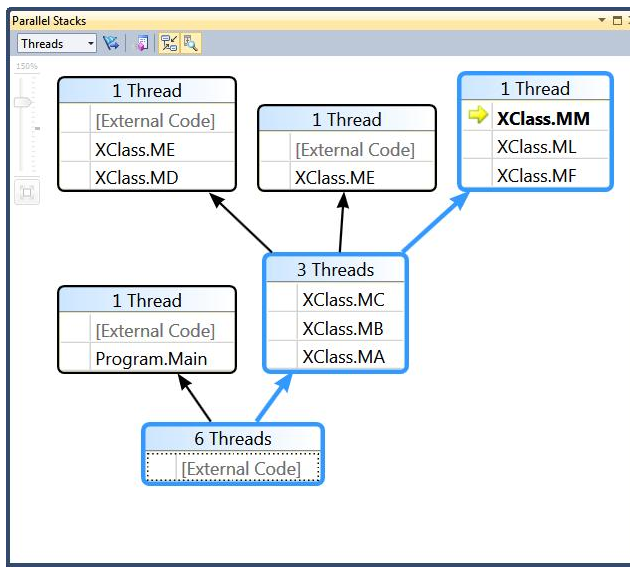 Parallel Stacks
Threads
150%
1 Thread
[External Code]
XClass.ME
XClass.MD
1 Thread
[External Code]
XClass.ME
1 Thread
XClass.MM
XClass.ML
XClass.MF
3 Threads
XClass.MC
XClass.MB
XClass.MA
1 Thread
[External Code]
Program.Main
6 Threads
[External Code]